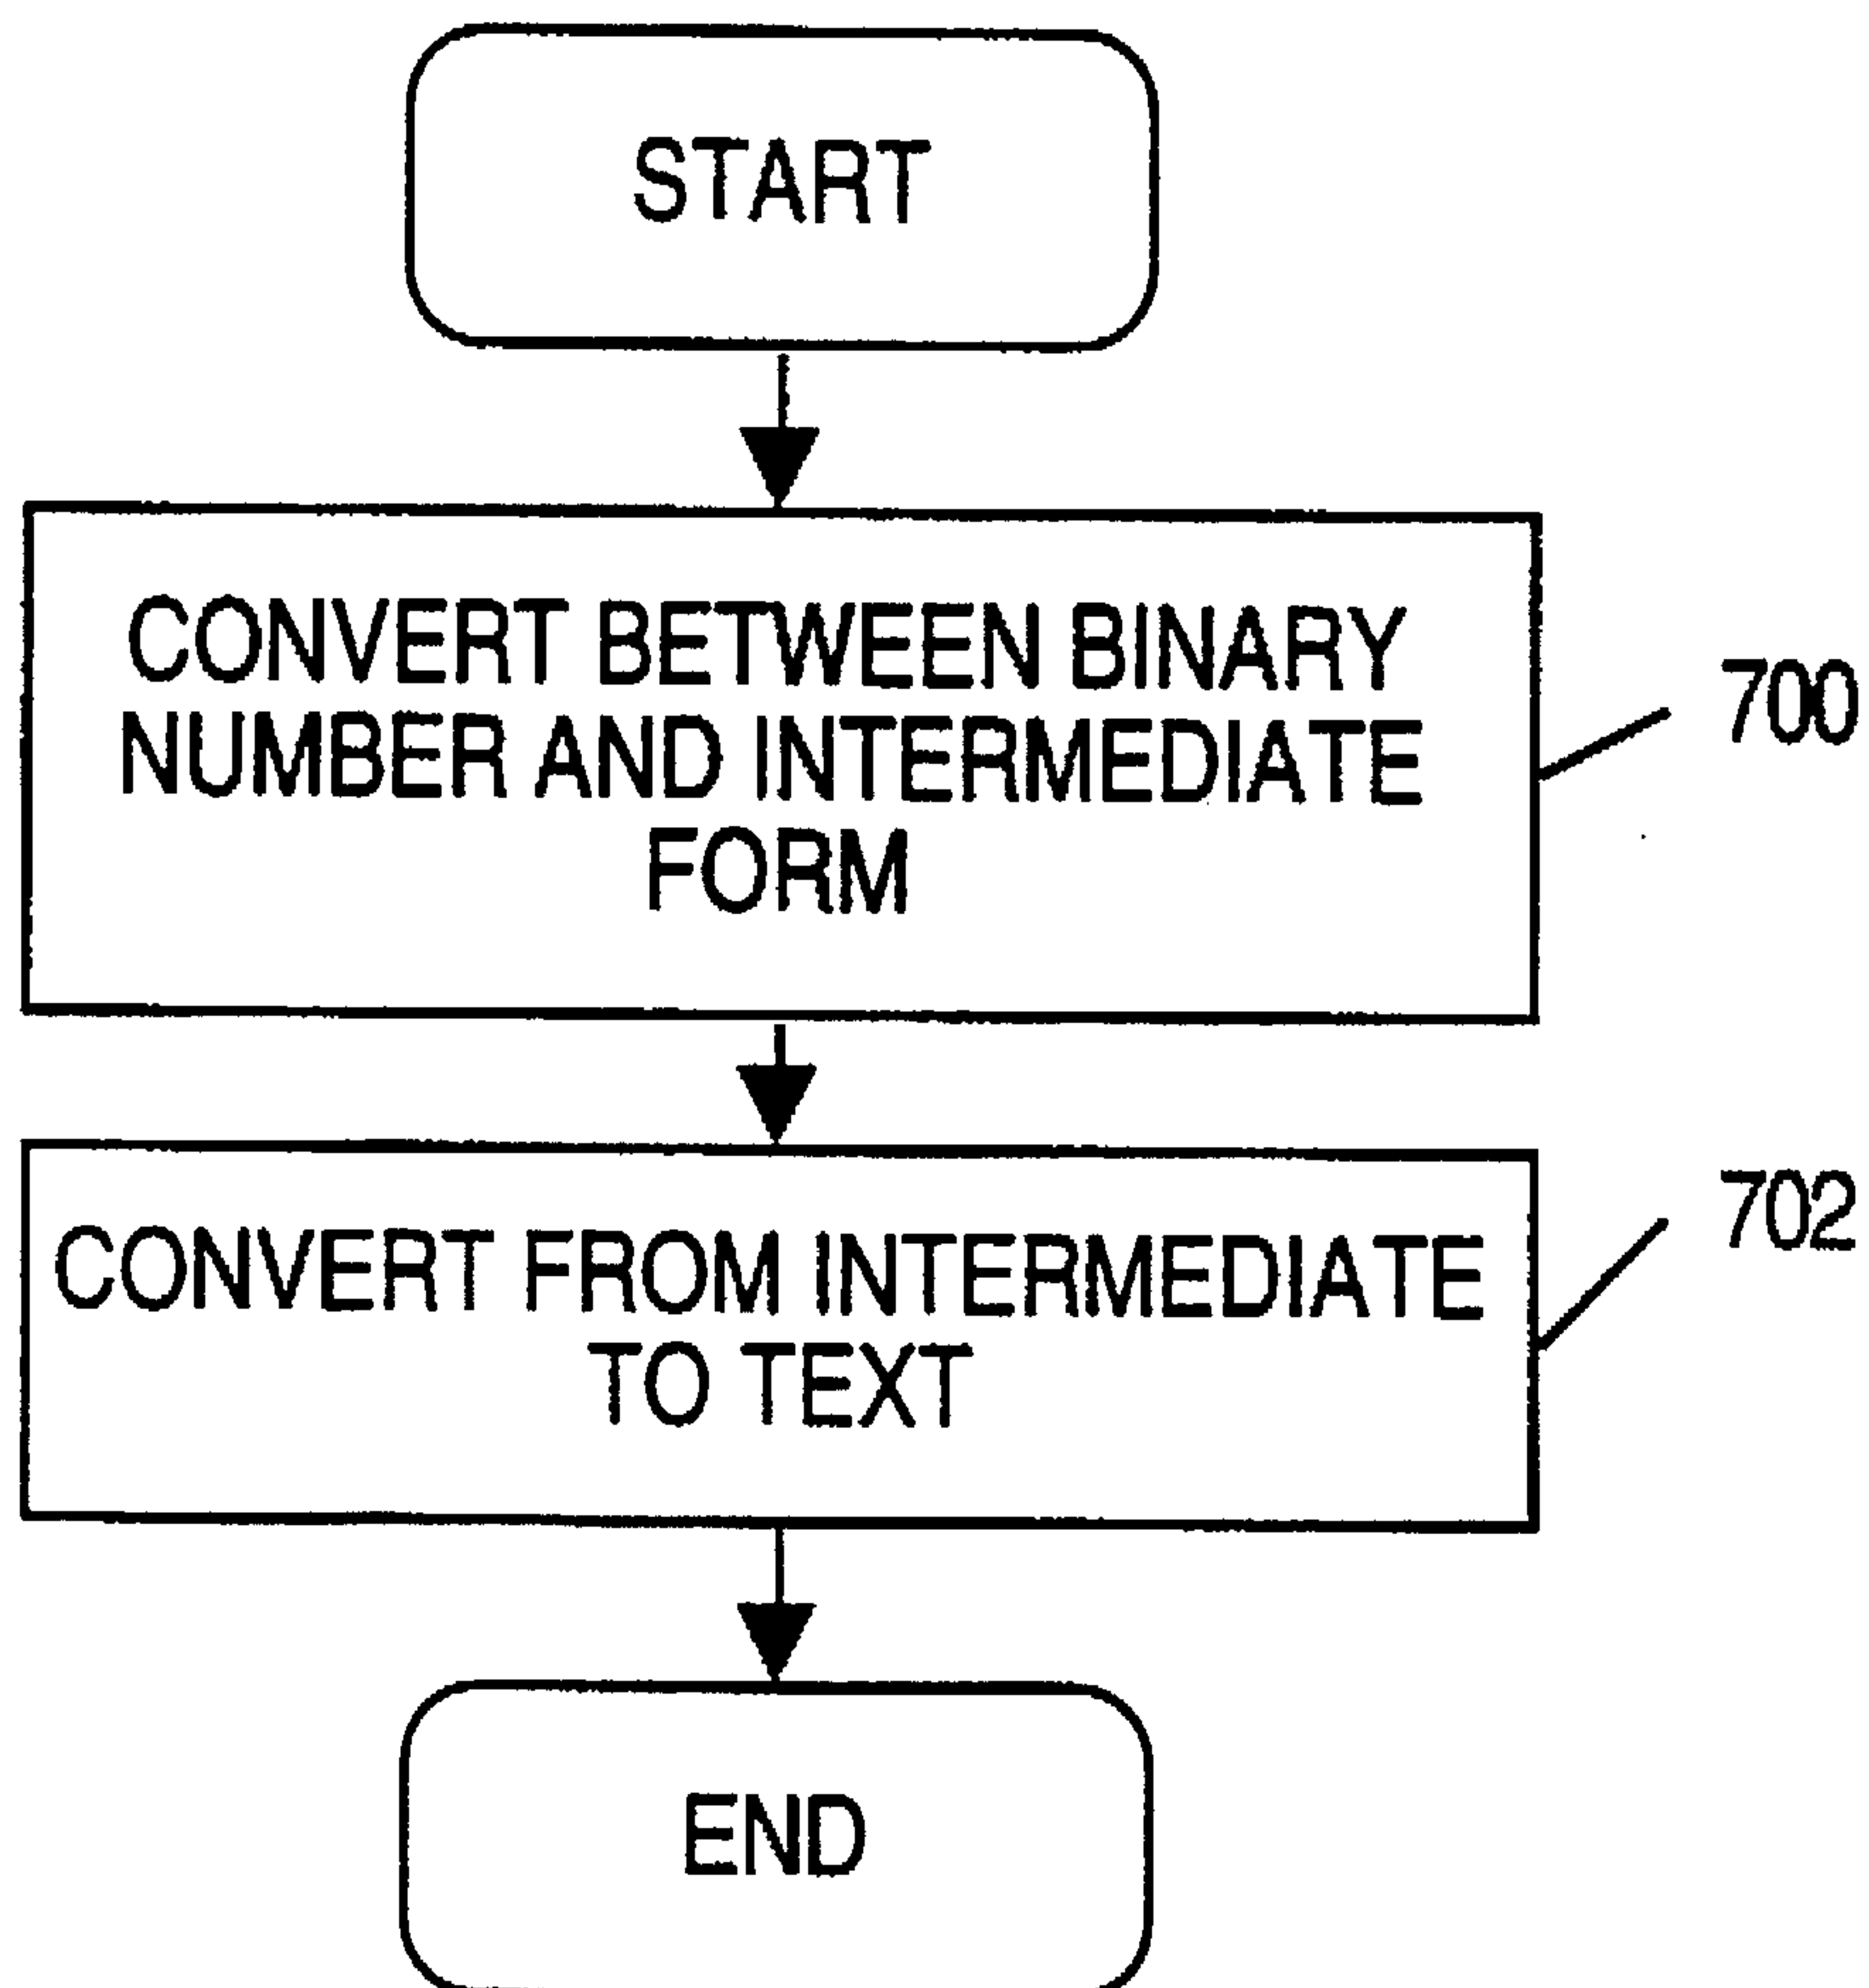 START
CONVERT BETWEEN BINARY
NUMBER AND INTERMEDIATE
FORM
700
CONVERT FROM INTERMEDIATE
TO TEXT
702
END